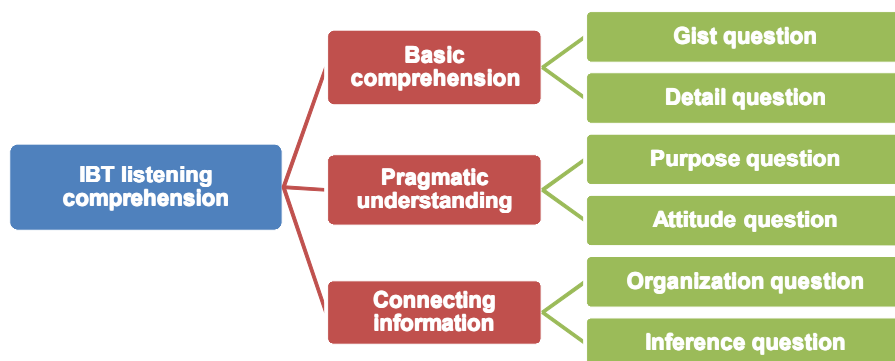 IBT listening
comprehension
Basic
comprehension
Gist question
Detail question
Pragmatic
understanding
Purpose question
Attitude question
Connecting
information
Organization question
Inference question